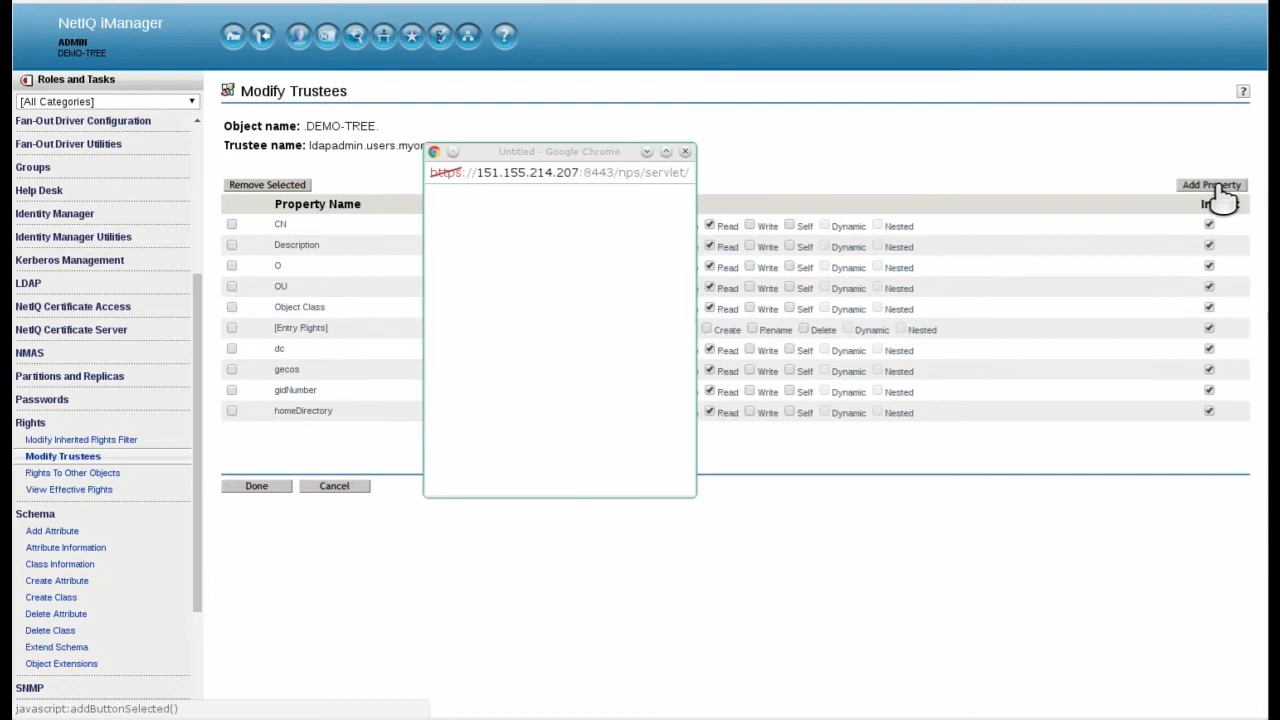 NetIQ iManager
ADMIN
DEMO-TREE
Roles and Tasks
[All Categories]
Fan-Out Driver Configuration
Fan-Out Driver Utilities
Groups
Help Desk
Identity Manager
Identity Manager Utilities
Kerberos Management
LDAP
NetIQ Certificate Access
NetIQ Certificate Server
NMAS
Partitions and Replicas
Passwords
Rights
Modify Inherited Rights Filter
Modify Trustees
Rights To Other Objects
View Effective Rights
Schema
Add Attribute
Attribute Information
Class Information
Create Attribute
Create Class
Delete Attribute
Delete Class
Extend Schema
Object Extensions
SNMP
javascript:addButtonSelected()
Modify Trustees
?
Object name: .DEMO-TREE.
Trustee name: ldapadmin.users.myor
Untitled - Google Chrome
https://151.155.214.207:8443/nps/servlet/
Remove Selected
Add Property
Property Name
CN Read Write Self Dynamic Nested
Description Read Write Self Dynamic Nested
O Read Write Self Dynamic Nested
OU Read Write Self Dynamic Nested
Object Class Read Write Self Dynamic Nested
[Entry Rights] Create Rename Delete Dynamic Nested
dc Read Write Self Dynamic Nested
gecos Read Write Self Dynamic Nested
gidNumber Read Write Self Dynamic Nested
homeDirectory Read Write Self Dynamic Nested
Done Cancel